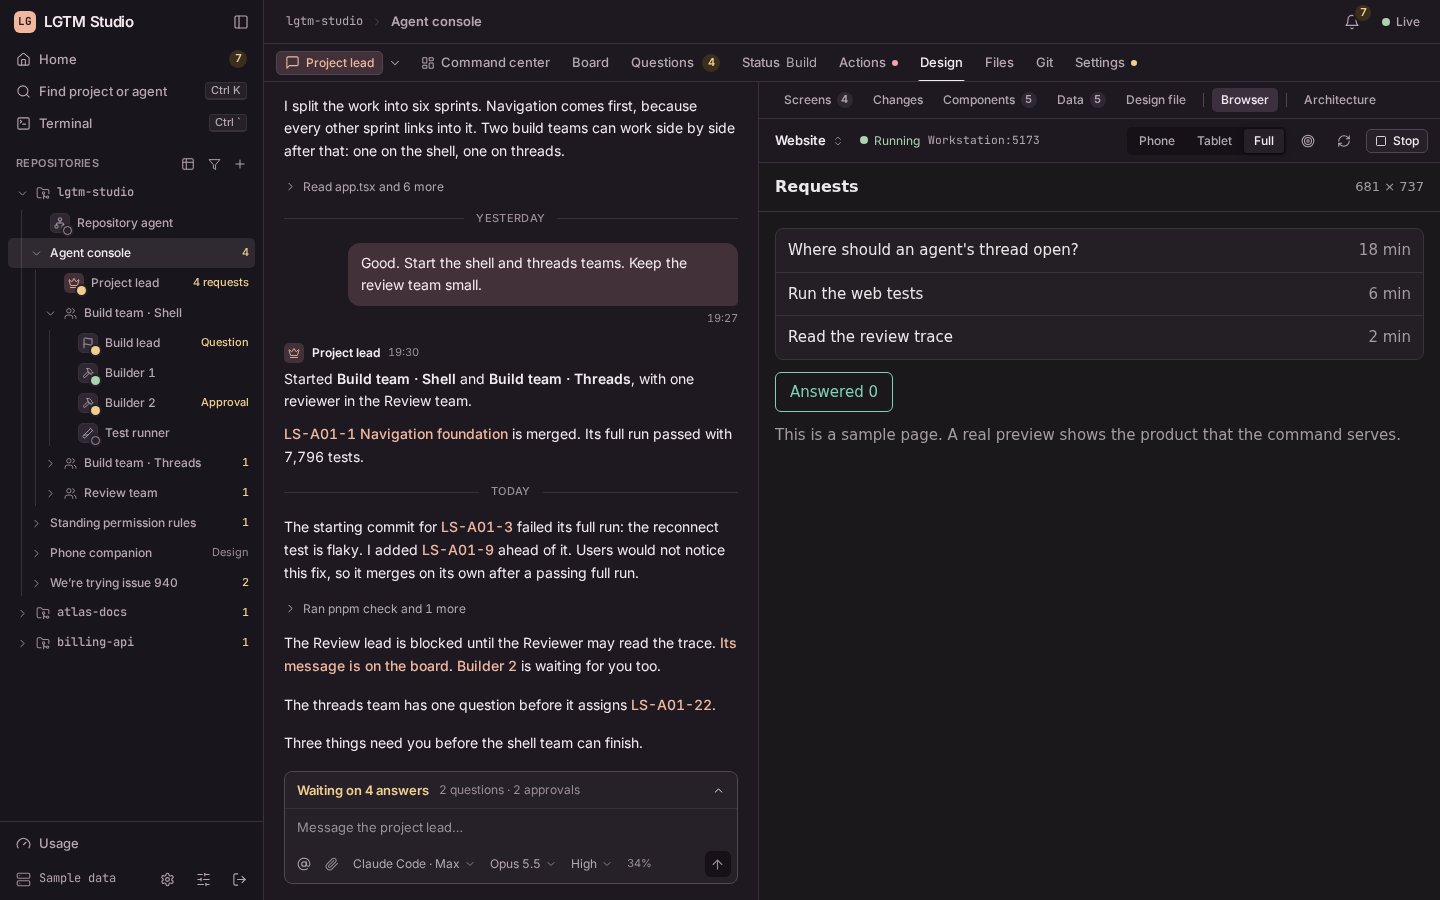 LG LGTM Studio
Home 7
Find project or agent Ctrl K
Terminal Ctrl `
REPOSITORIES
lgtm-studio
Repository agent
Agent console 4
Project lead 4 requests
Build team · Shell
Build lead Question
Builder 1
Builder 2 Approval
Test runner
Build team · Threads 1
Review team 1
Standing permission rules 1
Phone companion Design
We’re trying issue 940 2
atlas-docs 1
billing-api 1
Usage
Sample data
lgtm-studio Agent console
7 Live
Project lead Command center Board Questions 4 Status Build Actions Design Files Git Settings
I split the work into six sprints. Navigation comes first, because
every other sprint links into it. Two build teams can work side by side
after that: one on the shell, one on threads.
Read app.tsx and 6 more
YESTERDAY
Good. Start the shell and threads teams. Keep the
review team small.
19:27
Project lead 19:30
Started Build team · Shell and Build team · Threads, with one
reviewer in the Review team.
LS-A01-1 Navigation foundation is merged. Its full run passed with
7,796 tests.
TODAY
The starting commit for LS-A01-3 failed its full run: the reconnect
test is flaky. I added LS-A01-9 ahead of it. Users would not notice
this fix, so it merges on its own after a passing full run.
Ran pnpm check and 1 more
The Review lead is blocked until the Reviewer may read the trace. Its
message is on the board. Builder 2 is waiting for you too.
The threads team has one question before it assigns LS-A01-22.
Three things need you before the shell team can finish.
Waiting on 4 answers 2 questions · 2 approvals
Message the project lead…
Claude Code · Max Opus 5.5 High 34%
Screens 4 Changes Components 5 Data 5 Design file Browser Architecture
Website Running Workstation:5173 Phone Tablet Full Stop
Requests 681 × 737
Where should an agent's thread open? 18 min
Run the web tests 6 min
Read the review trace 2 min
Answered 0
This is a sample page. A real preview shows the product that the command serves.